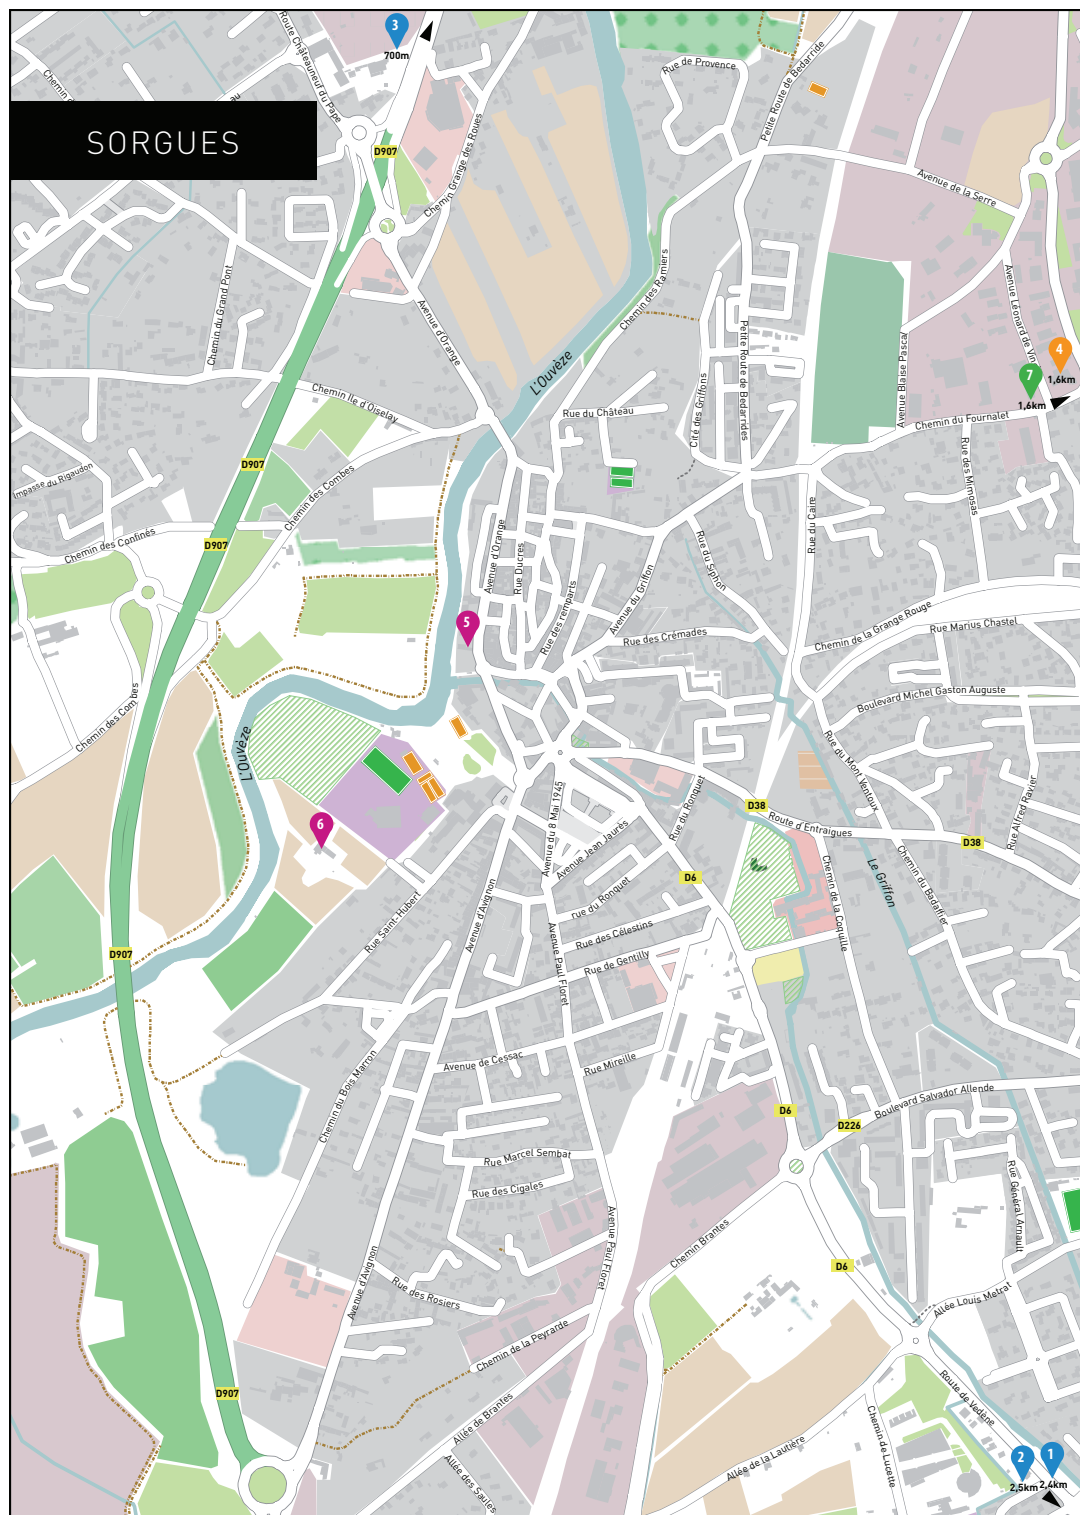 3
700m
Route Châteauneuf du Pape
SORGUES
D907
Chemin Grange des Roues
Rue de Provence
Petite Route de Bédarride
Avenue de la Serre
Chemin du Grand Pont
Avenue d'Orange
Chemin des Ramiers
L'Ouvèze
Petite Route de Bedarrides
Cité des Griffons
Avenue Blaise Pascal
Avenue Léonard de Vin
4
1,6km
7
1,6km
Chemin du Fournalet
Chemin Ile d'Oiselay
Rue du Château
Rue des Mimosas
D907
Impasse du Rigaudon
Chemin des Combes
Rue du Caire
D907
Chemin des Confinés
Avenue d'Orange
Rue Ducres
Rue des remparts
Avenue du Griffon
Rue du Siphon
Chemin de la Grange Rouge
Rue Marius Chastel
5
Rue des Crémades
Boulevard Michel Gaston Auguste
Chemin des Combes
L'Ouvèze
Rue du Mont Ventoux
Rue Alfred Ravier
Avenue du 8 Mai 1945
Avenue Jean Jaurès
Rue du Ronquet
D38
Route d'Entraigues
D38
6
D6
Chemin de la Coquille
Le Griffon
Chemin du Badaffier
Rue Saint-Hubert
Avenue d'Avignon
rue du Ronquet
Rue des Célestins
Avenue Paul Floret
Rue de Gentilly
D907
Avenue de Cessac
Rue Mireille
Chemin du Bois Marron
D6
D226
Boulevard Salvador Allende
Rue Marcel Sembat
Rue des Cigales
Rue Général Arnault
Avenue Paul Floret
Chemin Brantes
D6
Avenue d'Avignon
Rue des Rosiers
Allée Louis Metrat
Chemin de la Peyrarde
D907
Allée de Brantes
Route de Vedène
Chemin de Lucette
Allée de la Lautière
Allée des Saules
2
1
2,5km
2,4km